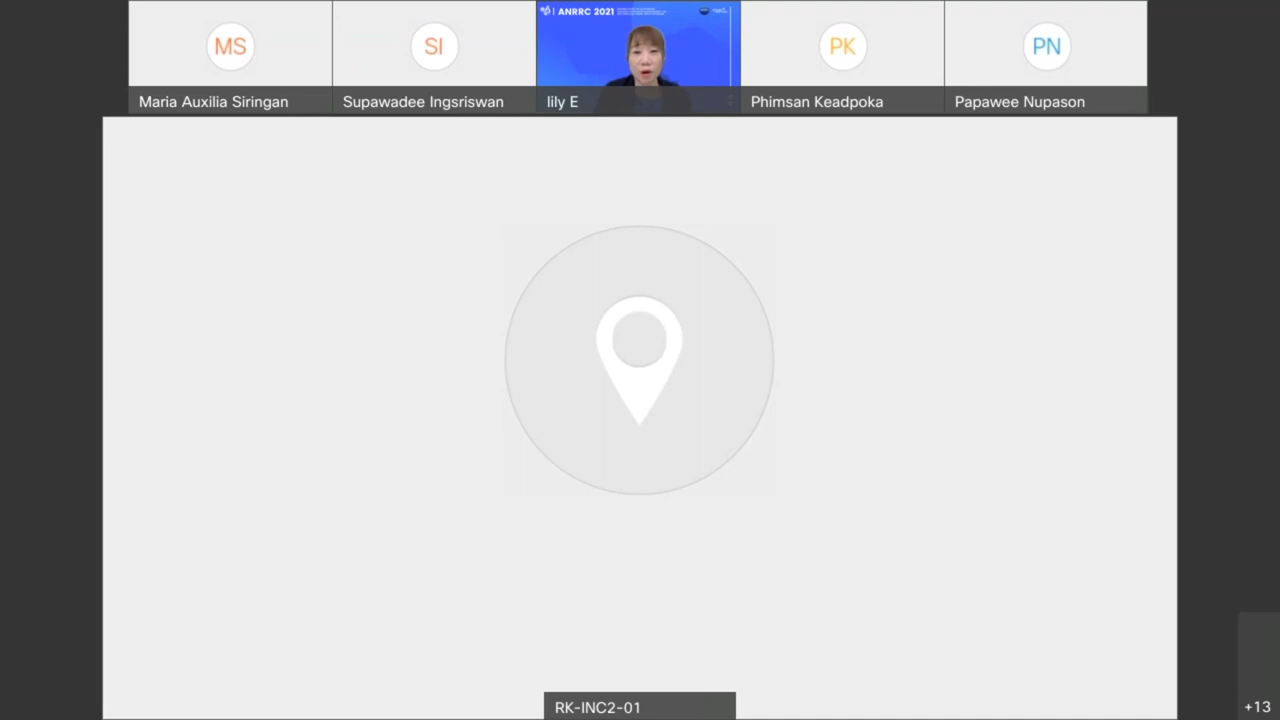 MS
SI
ANRRC 2021
PK
PN
Maria Auxilia Siringan
Supawadee Ingsriswan
lily E
Phimsan Keadpoka
Papawee Nupason
RK-INC2-01
+13